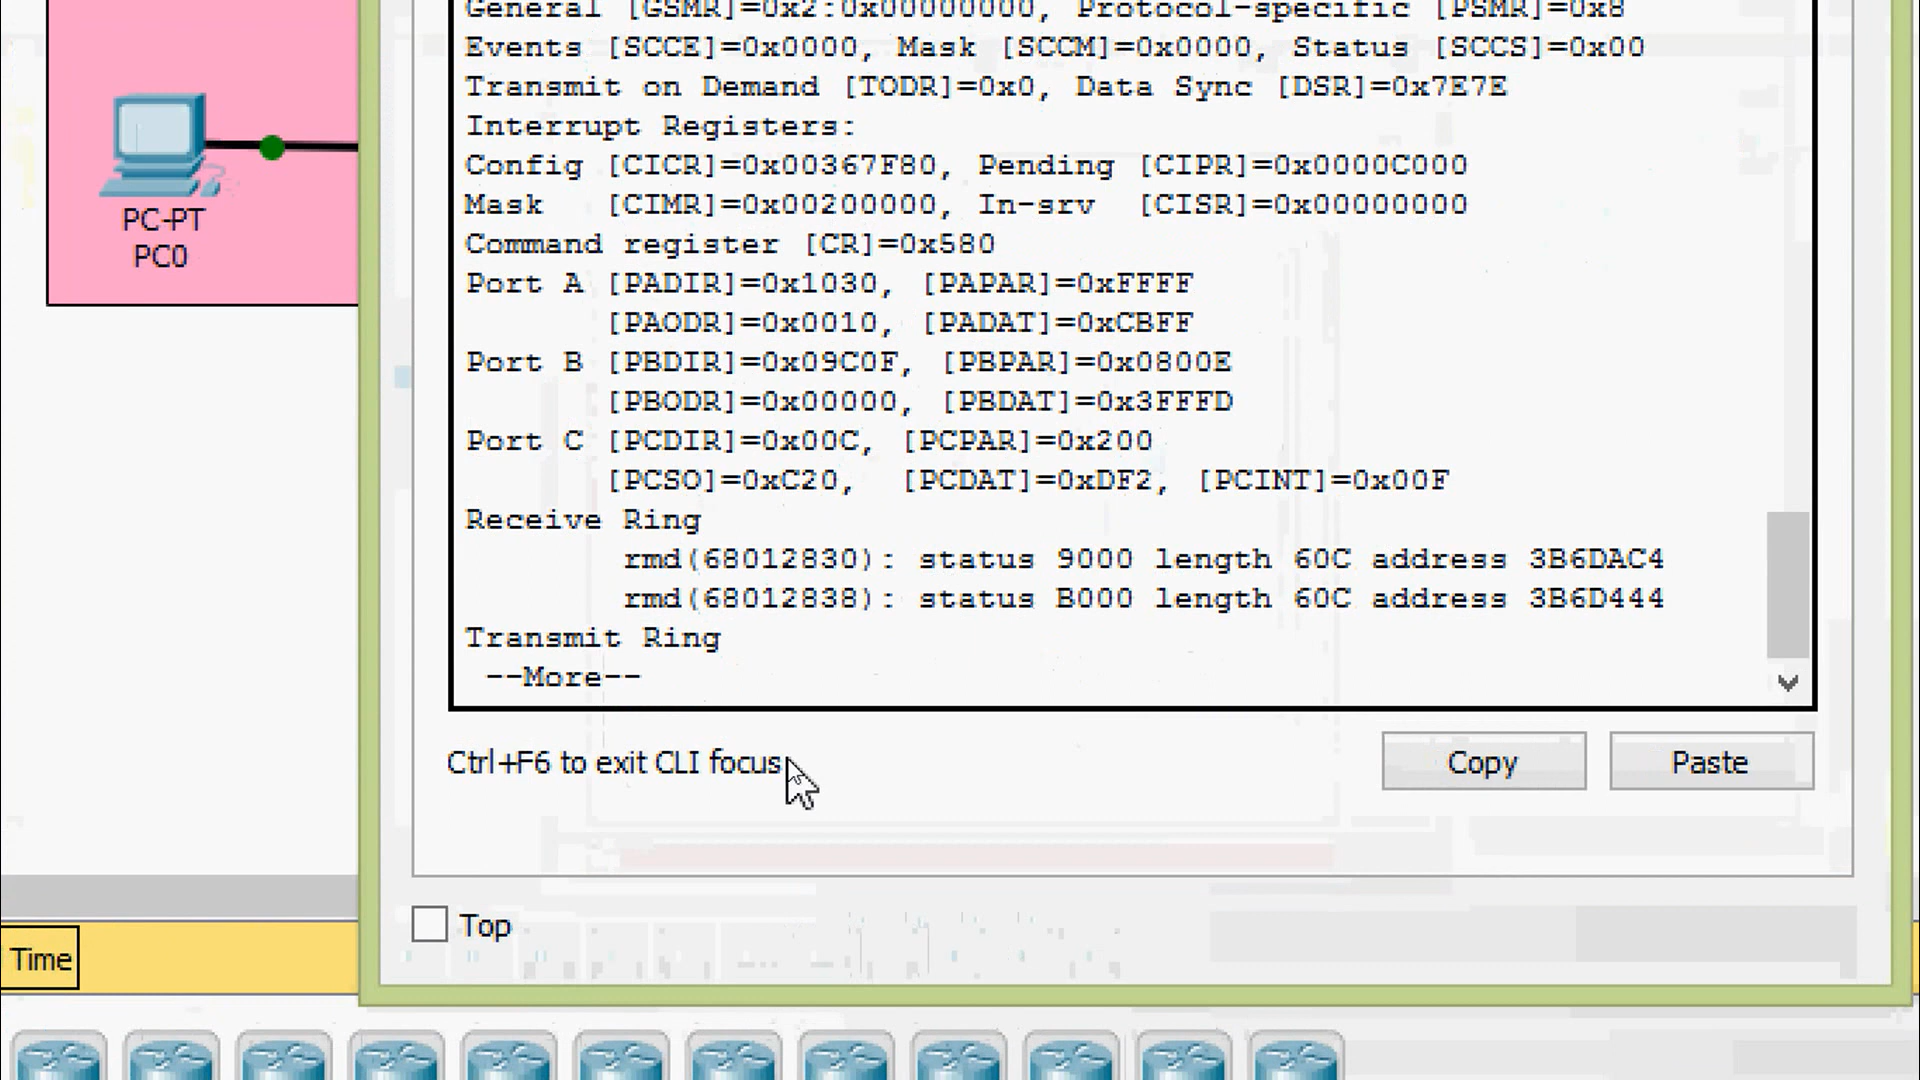 General [GSMR]=0x2:0x00000000, Protocol-specific [PSMR]=0x8
Events [SCCE]=0x0000, Mask [SCCM]=0x0000, Status [SCCS]=0x00
Transmit on Demand [TODR]=0x0, Data Sync [DSR]=0x7E7E
Interrupt Registers:
Config [CICR]=0x00367F80, Pending [CIPR]=0x0000C000
Mask   [CIMR]=0x00200000, In-srv  [CISR]=0x00000000
Command register [CR]=0x580
Port A [PADIR]=0x1030, [PAPAR]=0xFFFF
[PAODR]=0x0010, [PADAT]=0xCBFF
Port B [PBDIR]=0x09C0F, [PBPAR]=0x0800E
[PBODR]=0x00000, [PBDAT]=0x3FFFD
Port C [PCDIR]=0x00C, [PCPAR]=0x200
[PCSO]=0xC20,  [PCDAT]=0xDF2, [PCINT]=0x00F
Receive Ring
rmd(68012830): status 9000 length 60C address 3B6DAC4
rmd(68012838): status B000 length 60C address 3B6D444
Transmit Ring
--More--
PC-PT
PC0
Ctrl+F6 to exit CLI focus
Copy
Paste
Top
Time